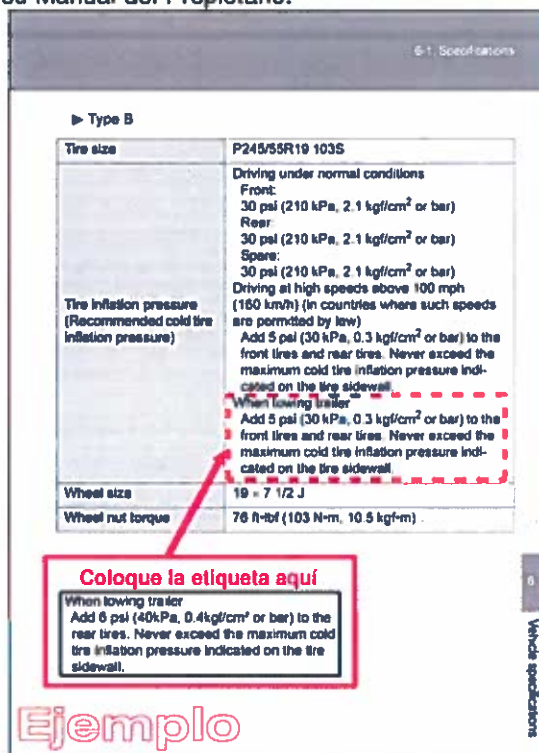 su Manual del Propietario.
6-1. Specifications
▶ Type B
Tire size
P245/55R19 103S
Tire inflation pressure
(Recommended cold tire
inflation pressure)
Driving under normal conditions
Front:
30 psi (210 kPa, 2.1 kgf/cm² or bar)
Rear:
30 psi (210 kPa, 2.1 kgf/cm² or bar)
Spare:
30 psi (210 kPa, 2.1 kgf/cm² or bar)
Driving at high speeds above 100 mph
(160 km/h) (in countries where such speeds
are permitted by law)
Add 5 psi (30 kPa, 0.3 kgf/cm² or bar) to the
front tires and rear tires. Never exceed the
maximum cold tire inflation pressure indi-
cated on the tire sidewall.
When towing trailer
Add 5 psi (30 kPa, 0.3 kgf/cm² or bar) to the
front tires and rear tires. Never exceed the
maximum cold tire inflation pressure indi-
cated on the tire sidewall.
Wheel size
19 × 7 1/2 J
Wheel nut torque
76 ft•lbf (103 N•m, 10.5 kgf•m)
Coloque la etiqueta aquí
When towing trailer
Add 6 psi (40kPa, 0.4kgf/cm² or bar) to the
rear tires. Never exceed the maximum cold
tire inflation pressure indicated on the tire
sidewall.
6
Vehicle specifications
Ejemplo